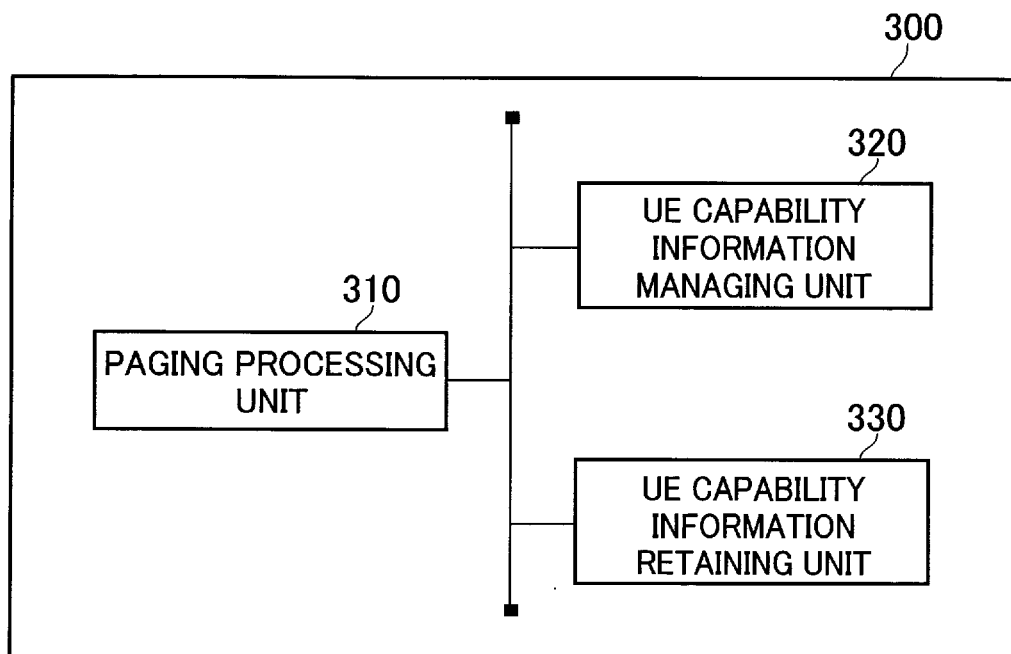 300
320
UE CAPABILITY
INFORMATION
MANAGING UNIT
310
PAGING PROCESSING
UNIT
330
UE CAPABILITY
INFORMATION
RETAINING UNIT